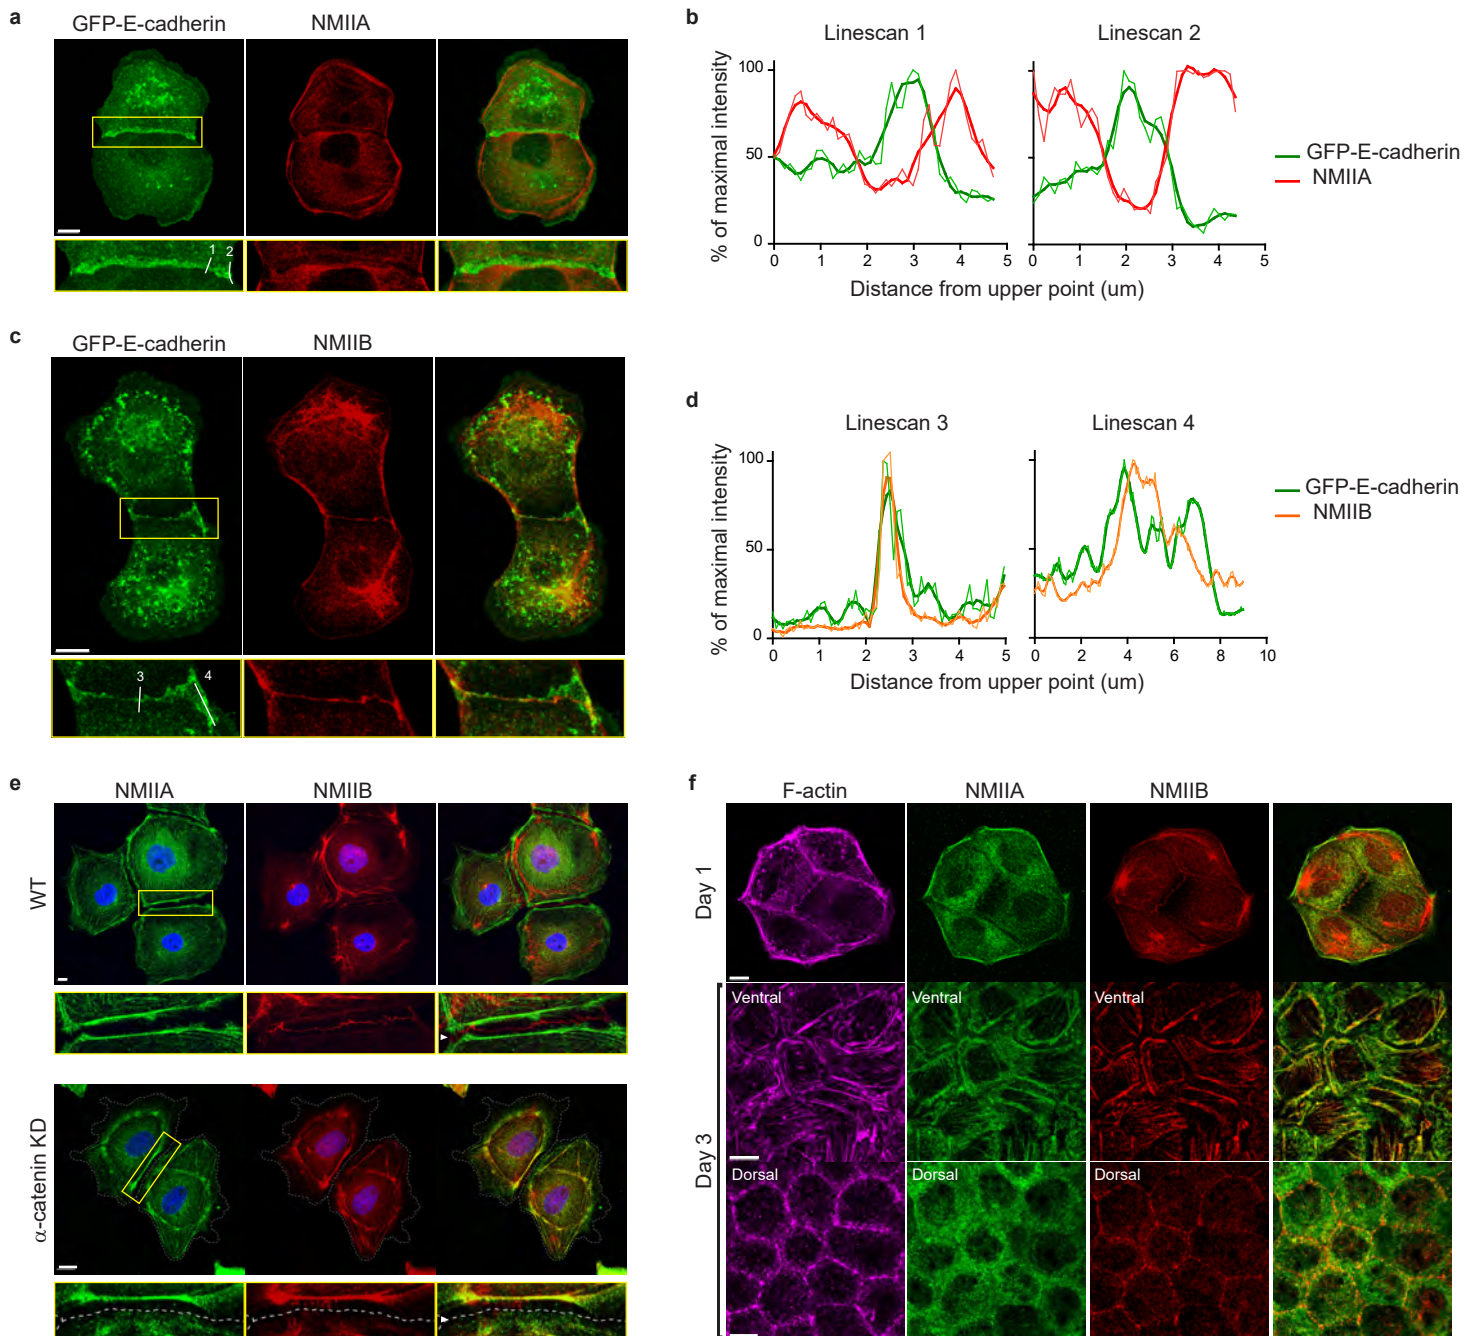 a
GFP-E-cadherin
NMIIA
1
2
b
Linescan 1
Linescan 2
% of maximal intensity
100
50
0
0 1 2 3 4 5
0 1 2 3 4 5
Distance from upper point (um)
GFP-E-cadherin
NMIIA
c
GFP-E-cadherin
NMIIB
3
4
d
Linescan 3
Linescan 4
% of maximal intensity
100
50
0
0 1 2 3 4 5
0 2 4 6 8 10
Distance from upper point (um)
GFP-E-cadherin
NMIIB
e
NMIIA
NMIIB
WT
α-catenin KD
f
F-actin
NMIIA
NMIIB
Day 1
Day 3
Ventral
Ventral
Ventral
Dorsal
Dorsal
Dorsal